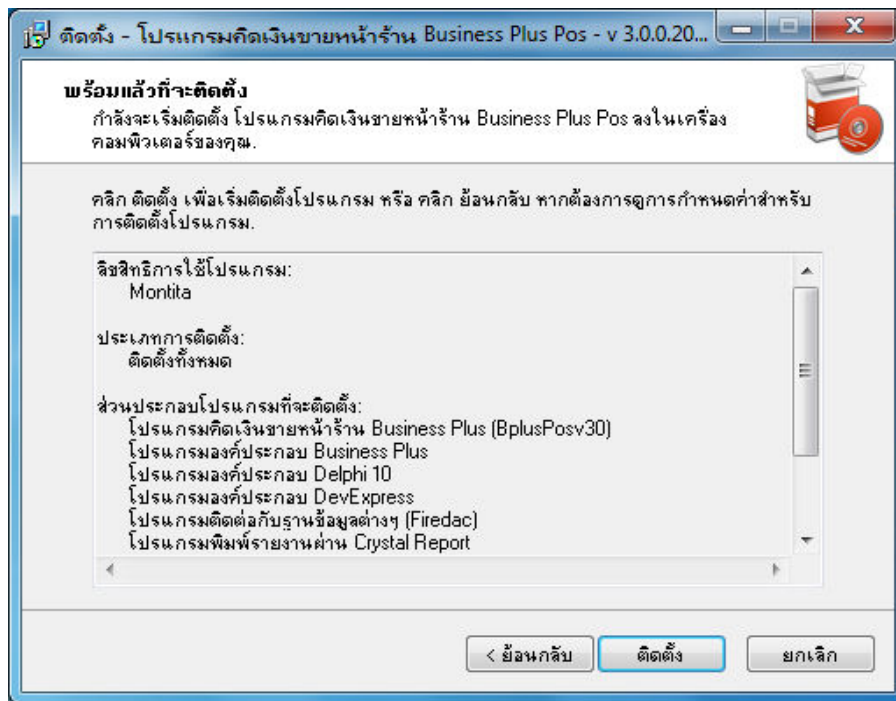 ติดตั้ง - โปรแกรมคิดเงินขายหน้าร้าน Business Plus Pos - v 3.0.0.20...
พร้อมแล้วที่จะติดตั้ง
กำลังจะเริ่มติดตั้ง โปรแกรมคิดเงินขายหน้าร้าน Business Plus Pos ลงในเครื่อง
คอมพิวเตอร์ของคุณ.
คลิก ติดตั้ง เพื่อเริ่มติดตั้งโปรแกรม หรือ คลิก ย้อนกลับ หากต้องการดูการกำหนดค่าสำหรับ
การติดตั้งโปรแกรม.
ลิขสิทธิการใช้โปรแกรม:
Montita
ประเภทการติดตั้ง:
ติดตั้งทั้งหมด
ส่วนประกอบโปรแกรมที่จะติดตั้ง:
โปรแกรมคิดเงินขายหน้าร้าน Business Plus (BplusPosv30)
โปรแกรมองค์ประกอบ Business Plus
โปรแกรมองค์ประกอบ Delphi 10
โปรแกรมองค์ประกอบ DevExpress
โปรแกรมติดต่อกับฐานข้อมูลต่างๆ (Firedac)
โปรแกรมพิมพ์รายงานผ่าน Crystal Report
< ย้อนกลับ
ติดตั้ง
ยกเลิก